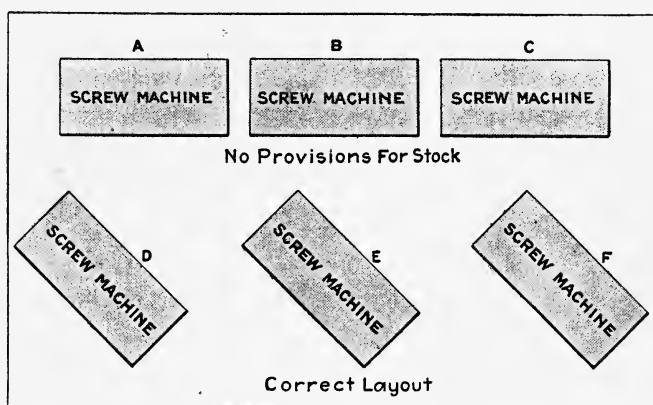 A B C
SCREW MACHINE SCREW MACHINE SCREW MACHINE
No Provisions For Stock
D E F
SCREW MACHINE SCREW MACHINE SCREW MACHINE
Correct Layout